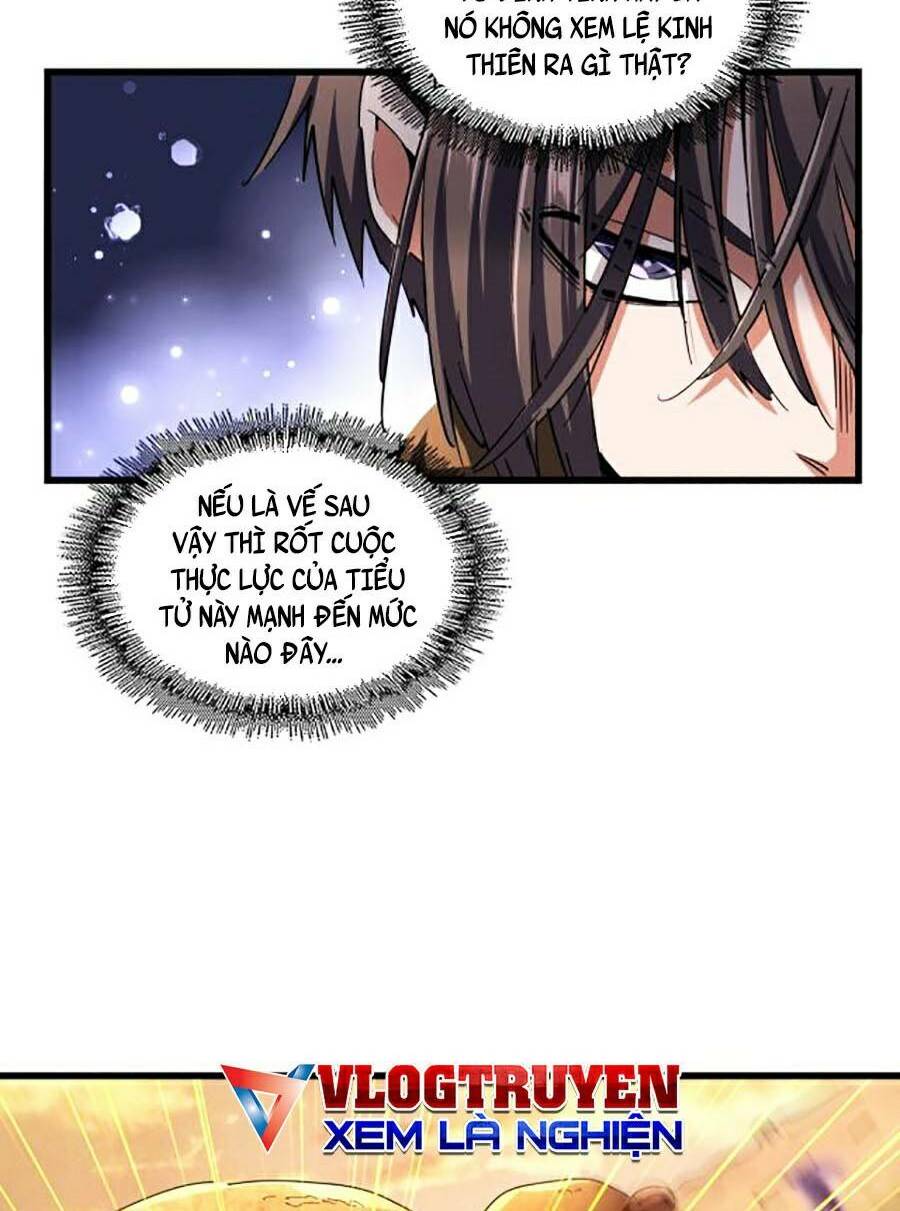 NÓ KHÔNG XEM LỆ KINH
THIÊN RA GÌ THẬT?
NẾU LÀ VẾ SAU
VẬY THÌ RỐT CUỘC
THỰC LỰC CỦA TIỂU
TỬ NÀY MẠNH ĐẾN MỨC
NÀO ĐÂY...
VLOGTRUYEN
XEM LÀ NGHIỆN